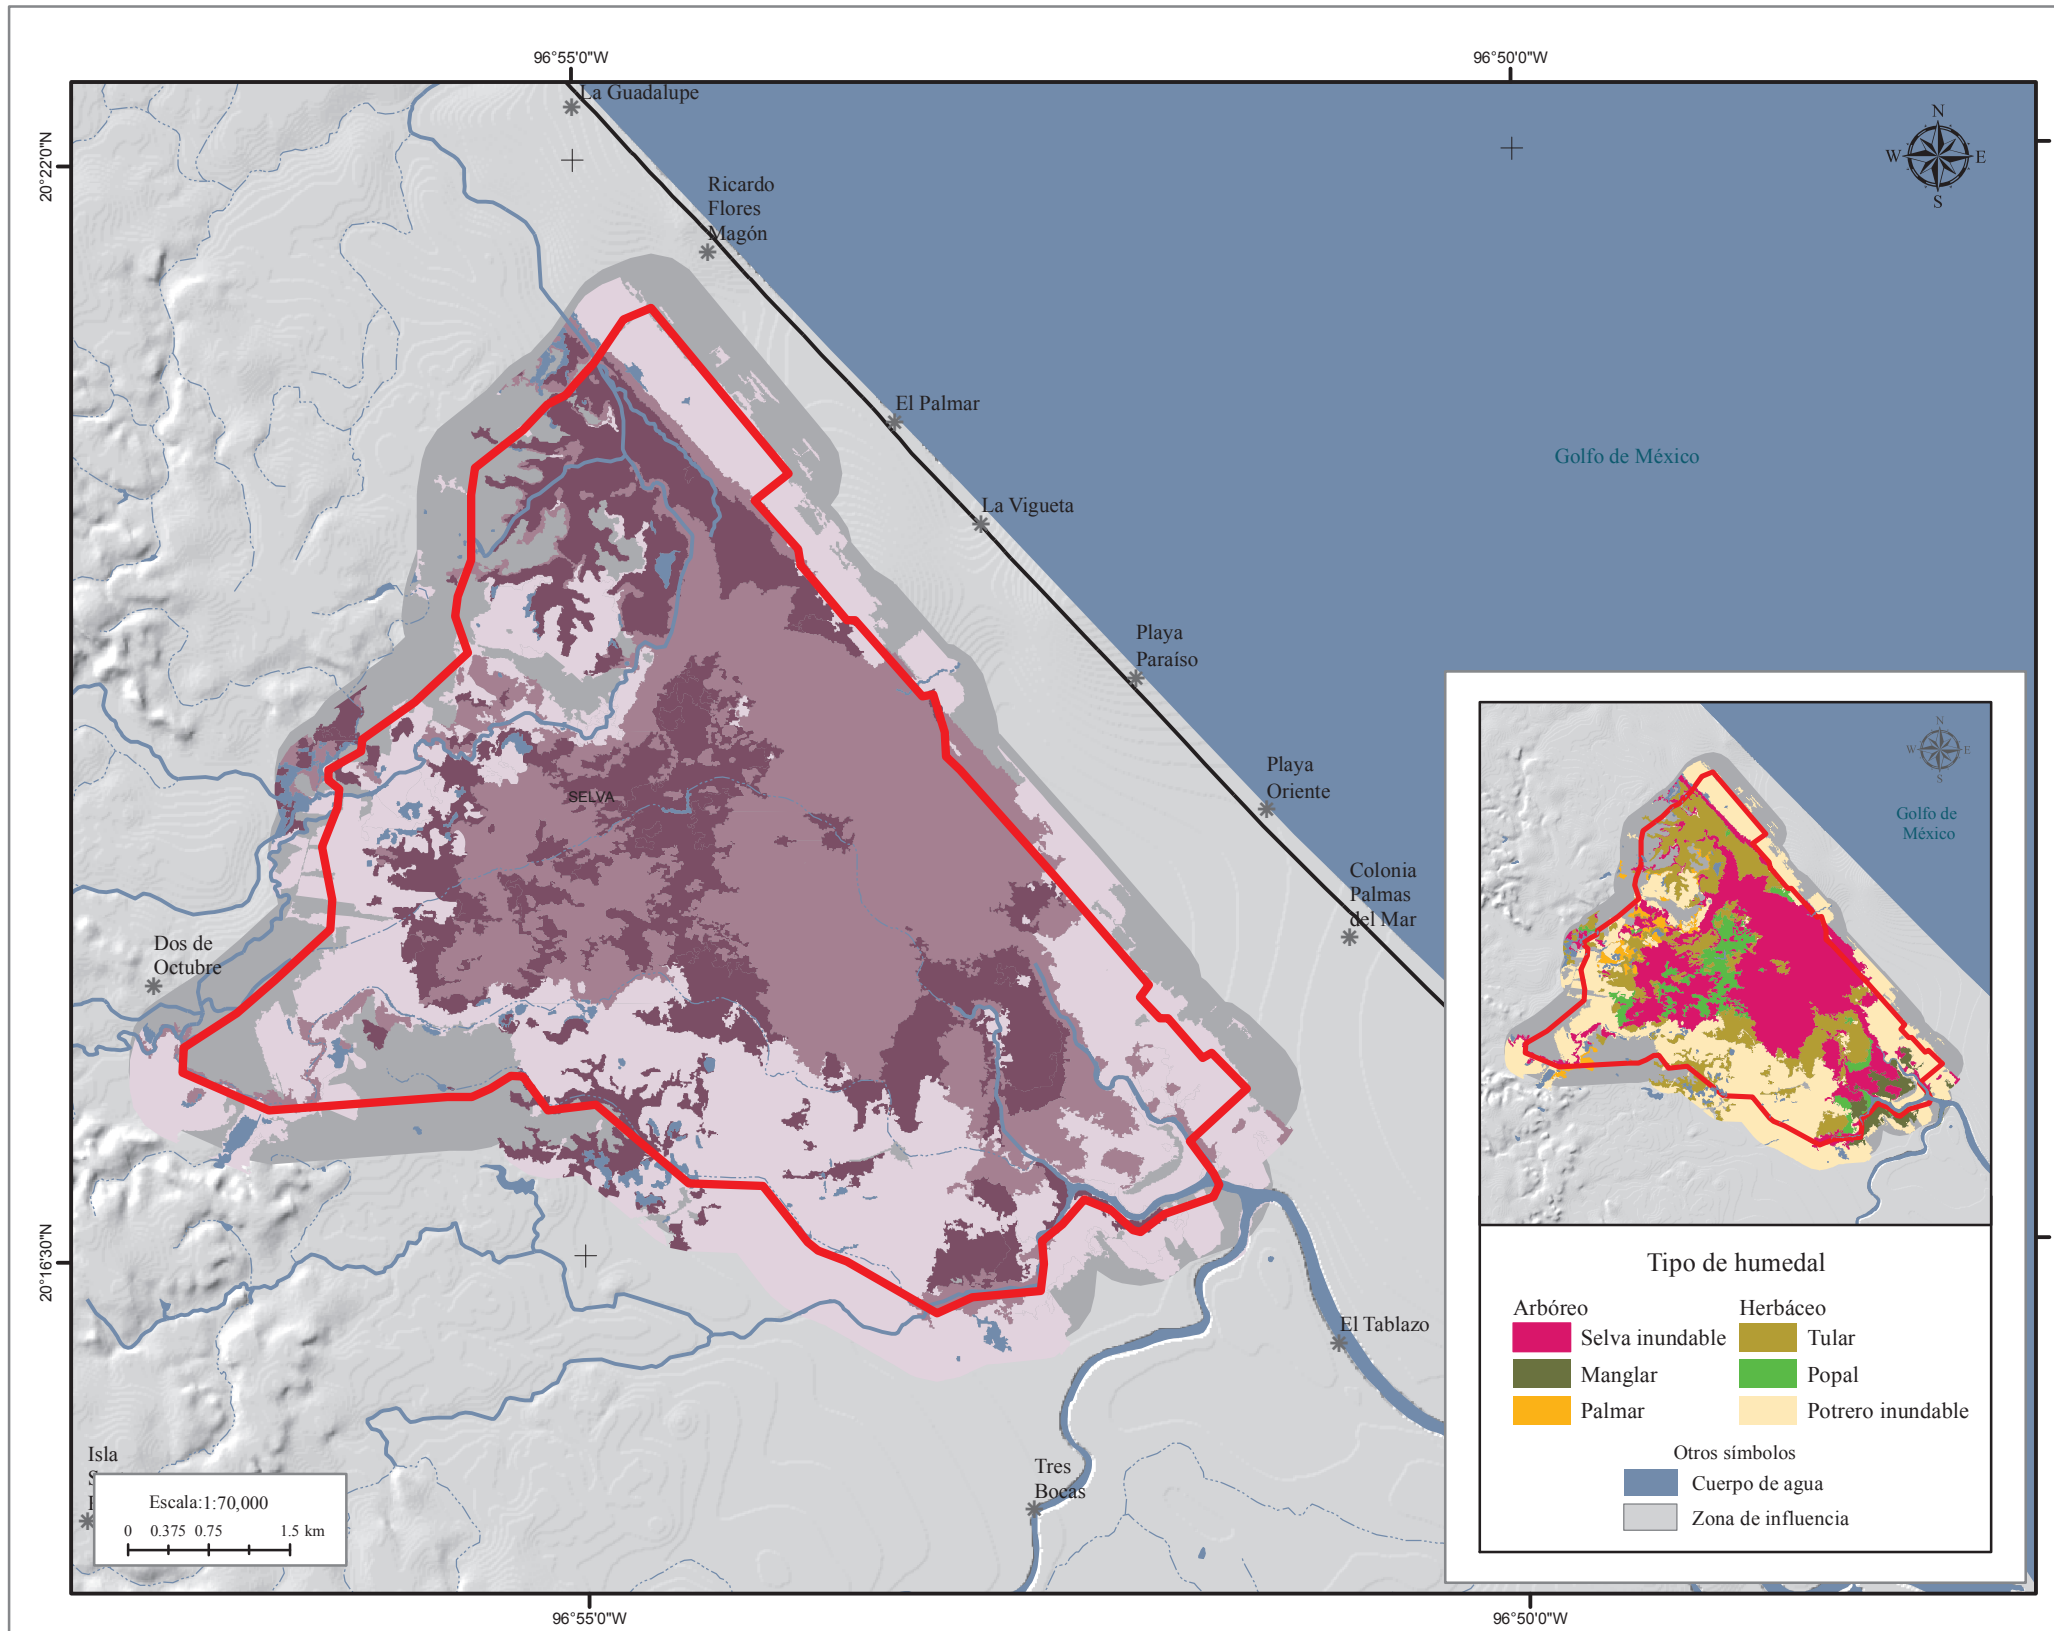 96°55'0"W
96°50'0"W
20°22'0"N
La Guadalupe
N
W
E
S
Ricardo
Flores
Magón
El Palmar
Golfo de México
La Vigueta
Playa
Paraíso
Playa
Oriente
SELVA
Colonia
Palmas
del Mar
Dos de
Octubre
20°16'30"N
El Tablazo
Tres
Bocas
Isla
Escala:1:70,000
0 0.375 0.75 1.5 km
N
W
E
S
Golfo de
México
Tipo de humedal
Arbóreo
Selva inundable
Manglar
Palmar
Herbáceo
Tular
Popal
Potrero inundable
Otros símbolos
Cuerpo de agua
Zona de influencia
96°55'0"W
96°50'0"W